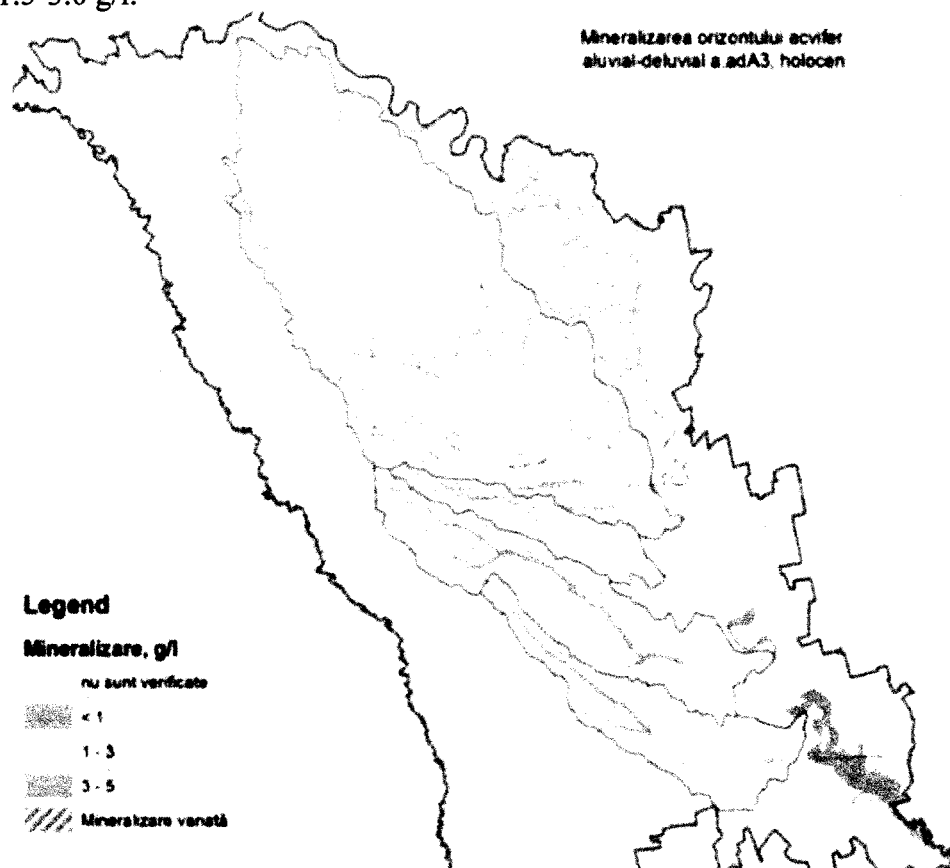 1.5-3.0 g/l.
Mineralizarea orizontului acvifer
aluvial-deluvial a,adA3, holocen
Legend
Mineralizare, g/l
nu sunt verificate
< 1
1 - 3
3 - 5
Mineralizare variată